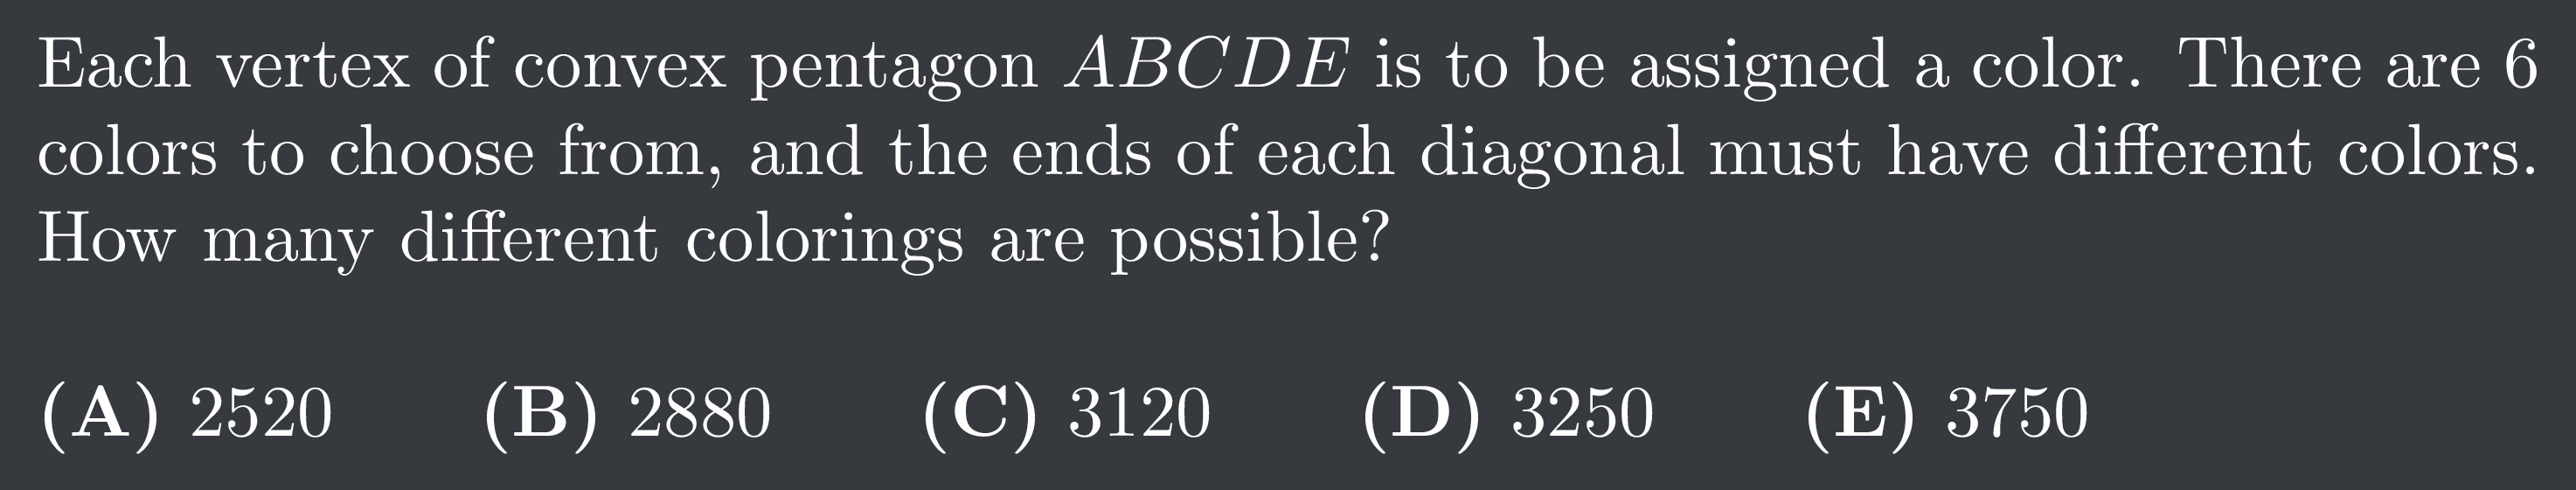 Each vertex of convex pentagon ABCDE is to be assigned a color. There are 6
colors to choose from, and the ends of each diagonal must have different colors.
How many different colorings are possible?
(A) 2520 (B) 2880 (C) 3120 (D) 3250 (E) 3750